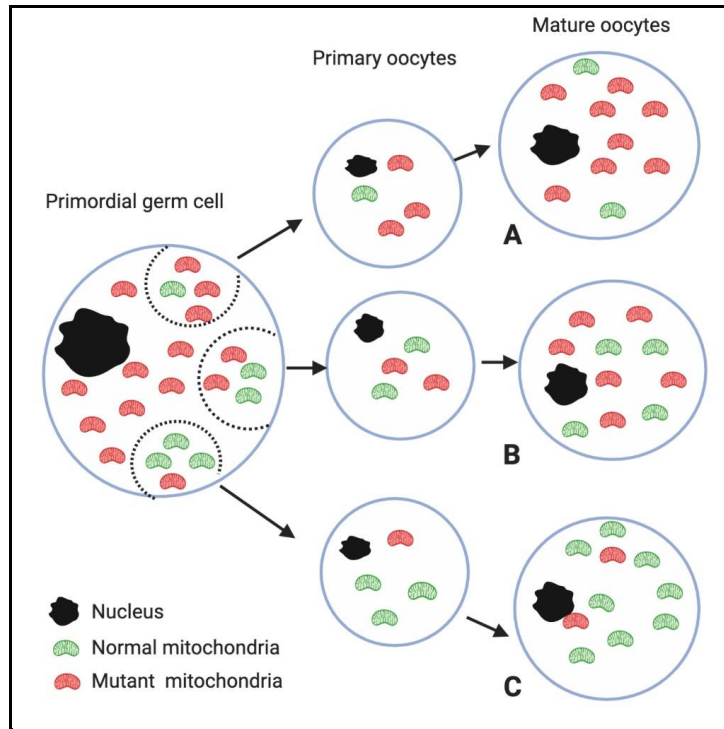 Mature oocytes
Primary oocytes
Primordial germ cell
A
B
C
Nucleus
Normal mitochondria
Mutant mitochondria